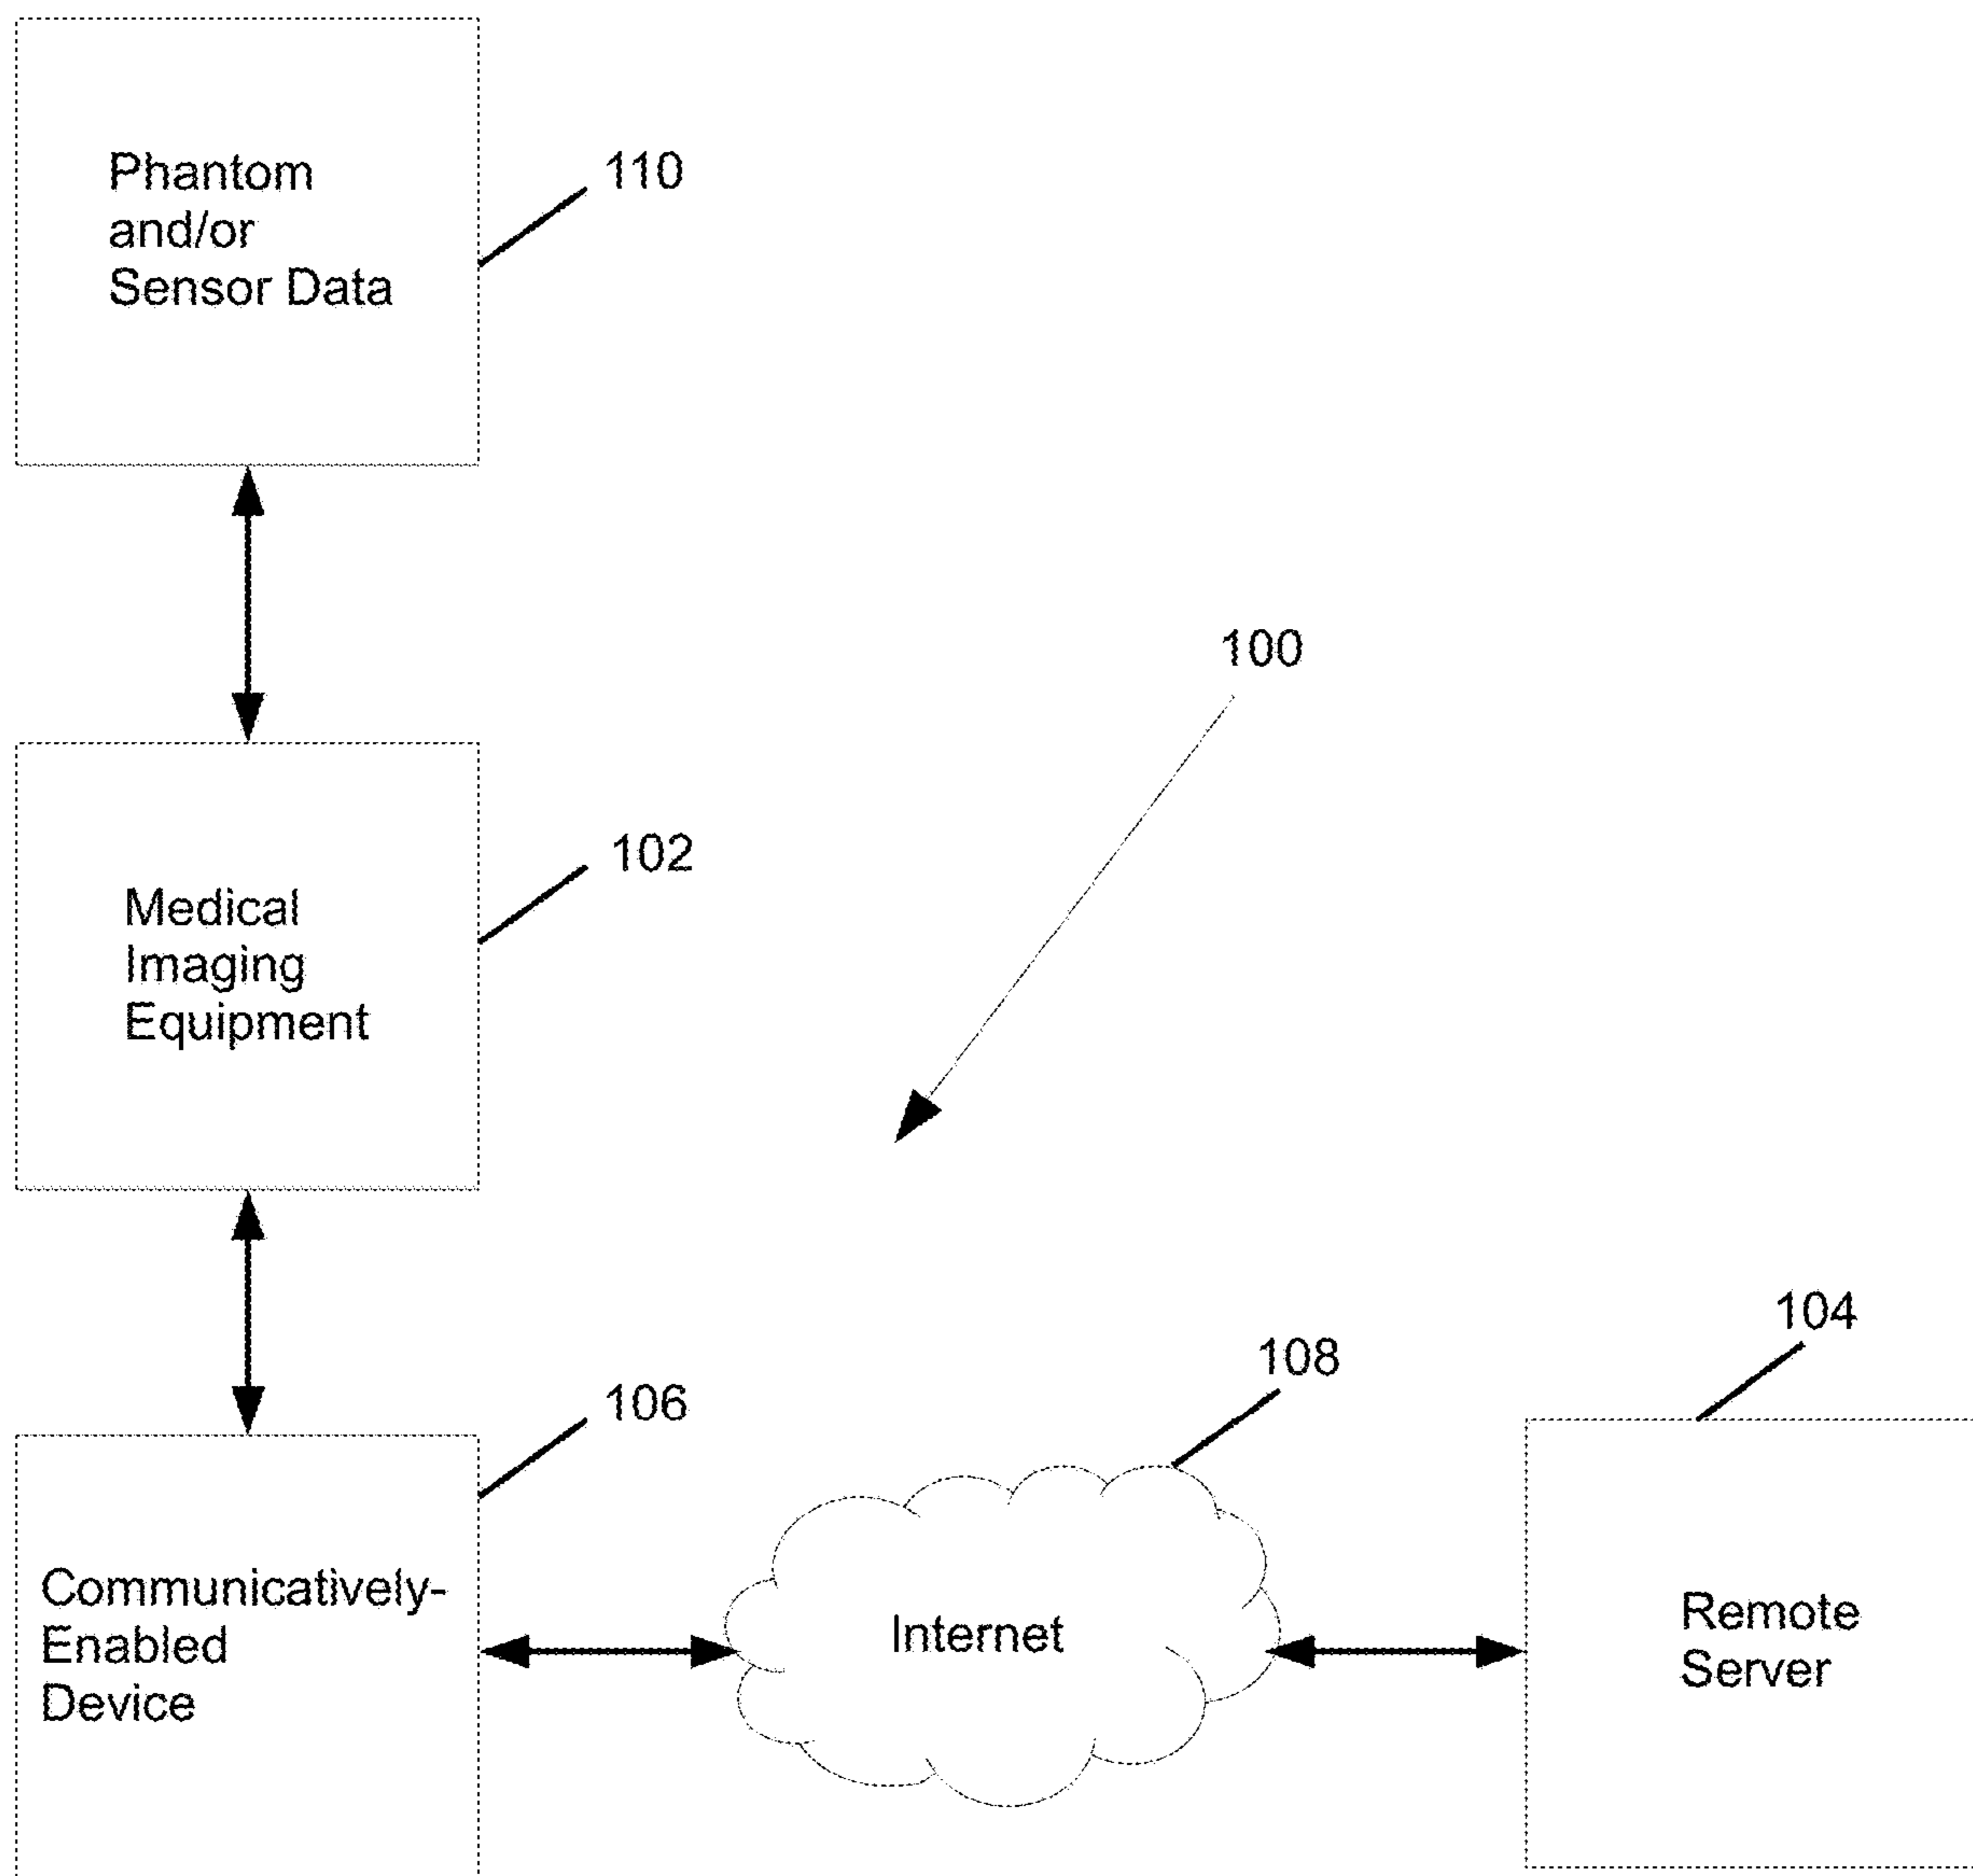 Phantom
and/or
Sensor Data
110
100
Medical
Imaging
Equipment
102
Communicatively-
Enabled
Device
106
Internet
108
Remote
Server
104